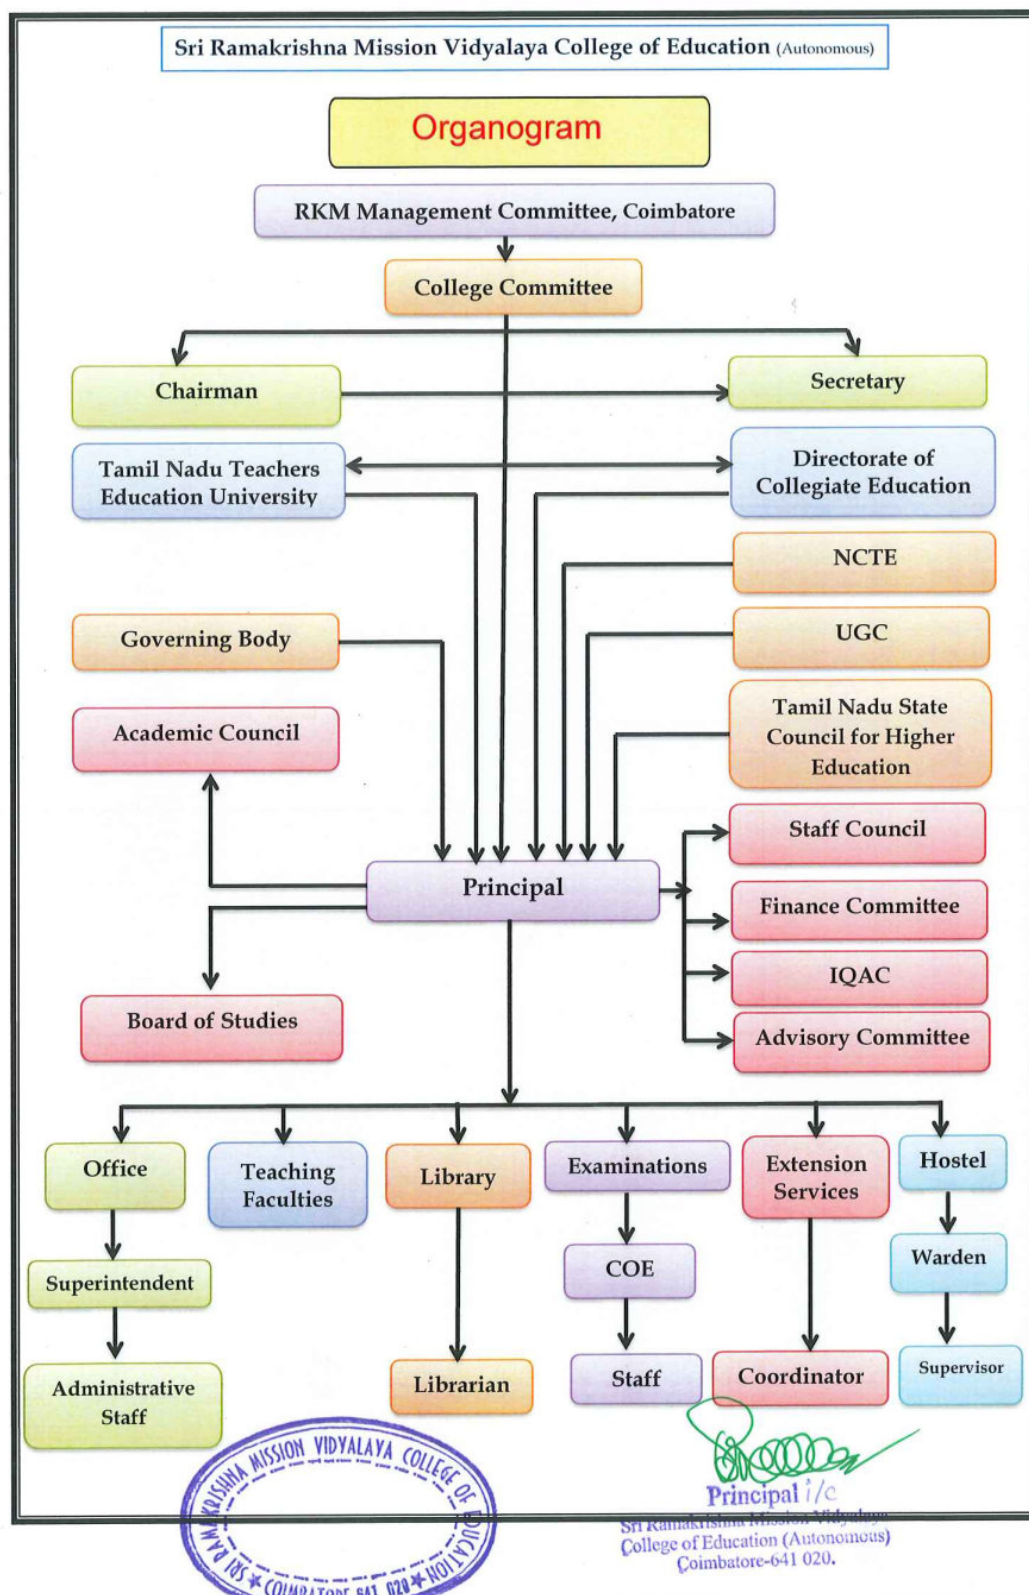 Sri Ramakrishna Mission Vidyalaya College of Education (Autonomous)
Organogram
RKM Management Committee, Coimbatore
College Committee
Chairman
Secretary
Tamil Nadu Teachers
Education University
Directorate of
Collegiate Education
NCTE
Governing Body
UGC
Academic Council
Tamil Nadu State
Council for Higher
Education
Staff Council
Principal
Finance Committee
IQAC
Board of Studies
Advisory Committee
Office
Teaching
Faculties
Library
Examinations
Extension
Services
Hostel
Superintendent
COE
Warden
Administrative
Staff
Librarian
Staff
Coordinator
Supervisor
SRI RAMAKRISHNA MISSION VIDYALAYA COLLEGE OF EDUCATION
COIMBATORE-641 020
Principal i/c
Sri Ramakrishna Mission Vidyalaya
College of Education (Autonomous)
Coimbatore-641 020.